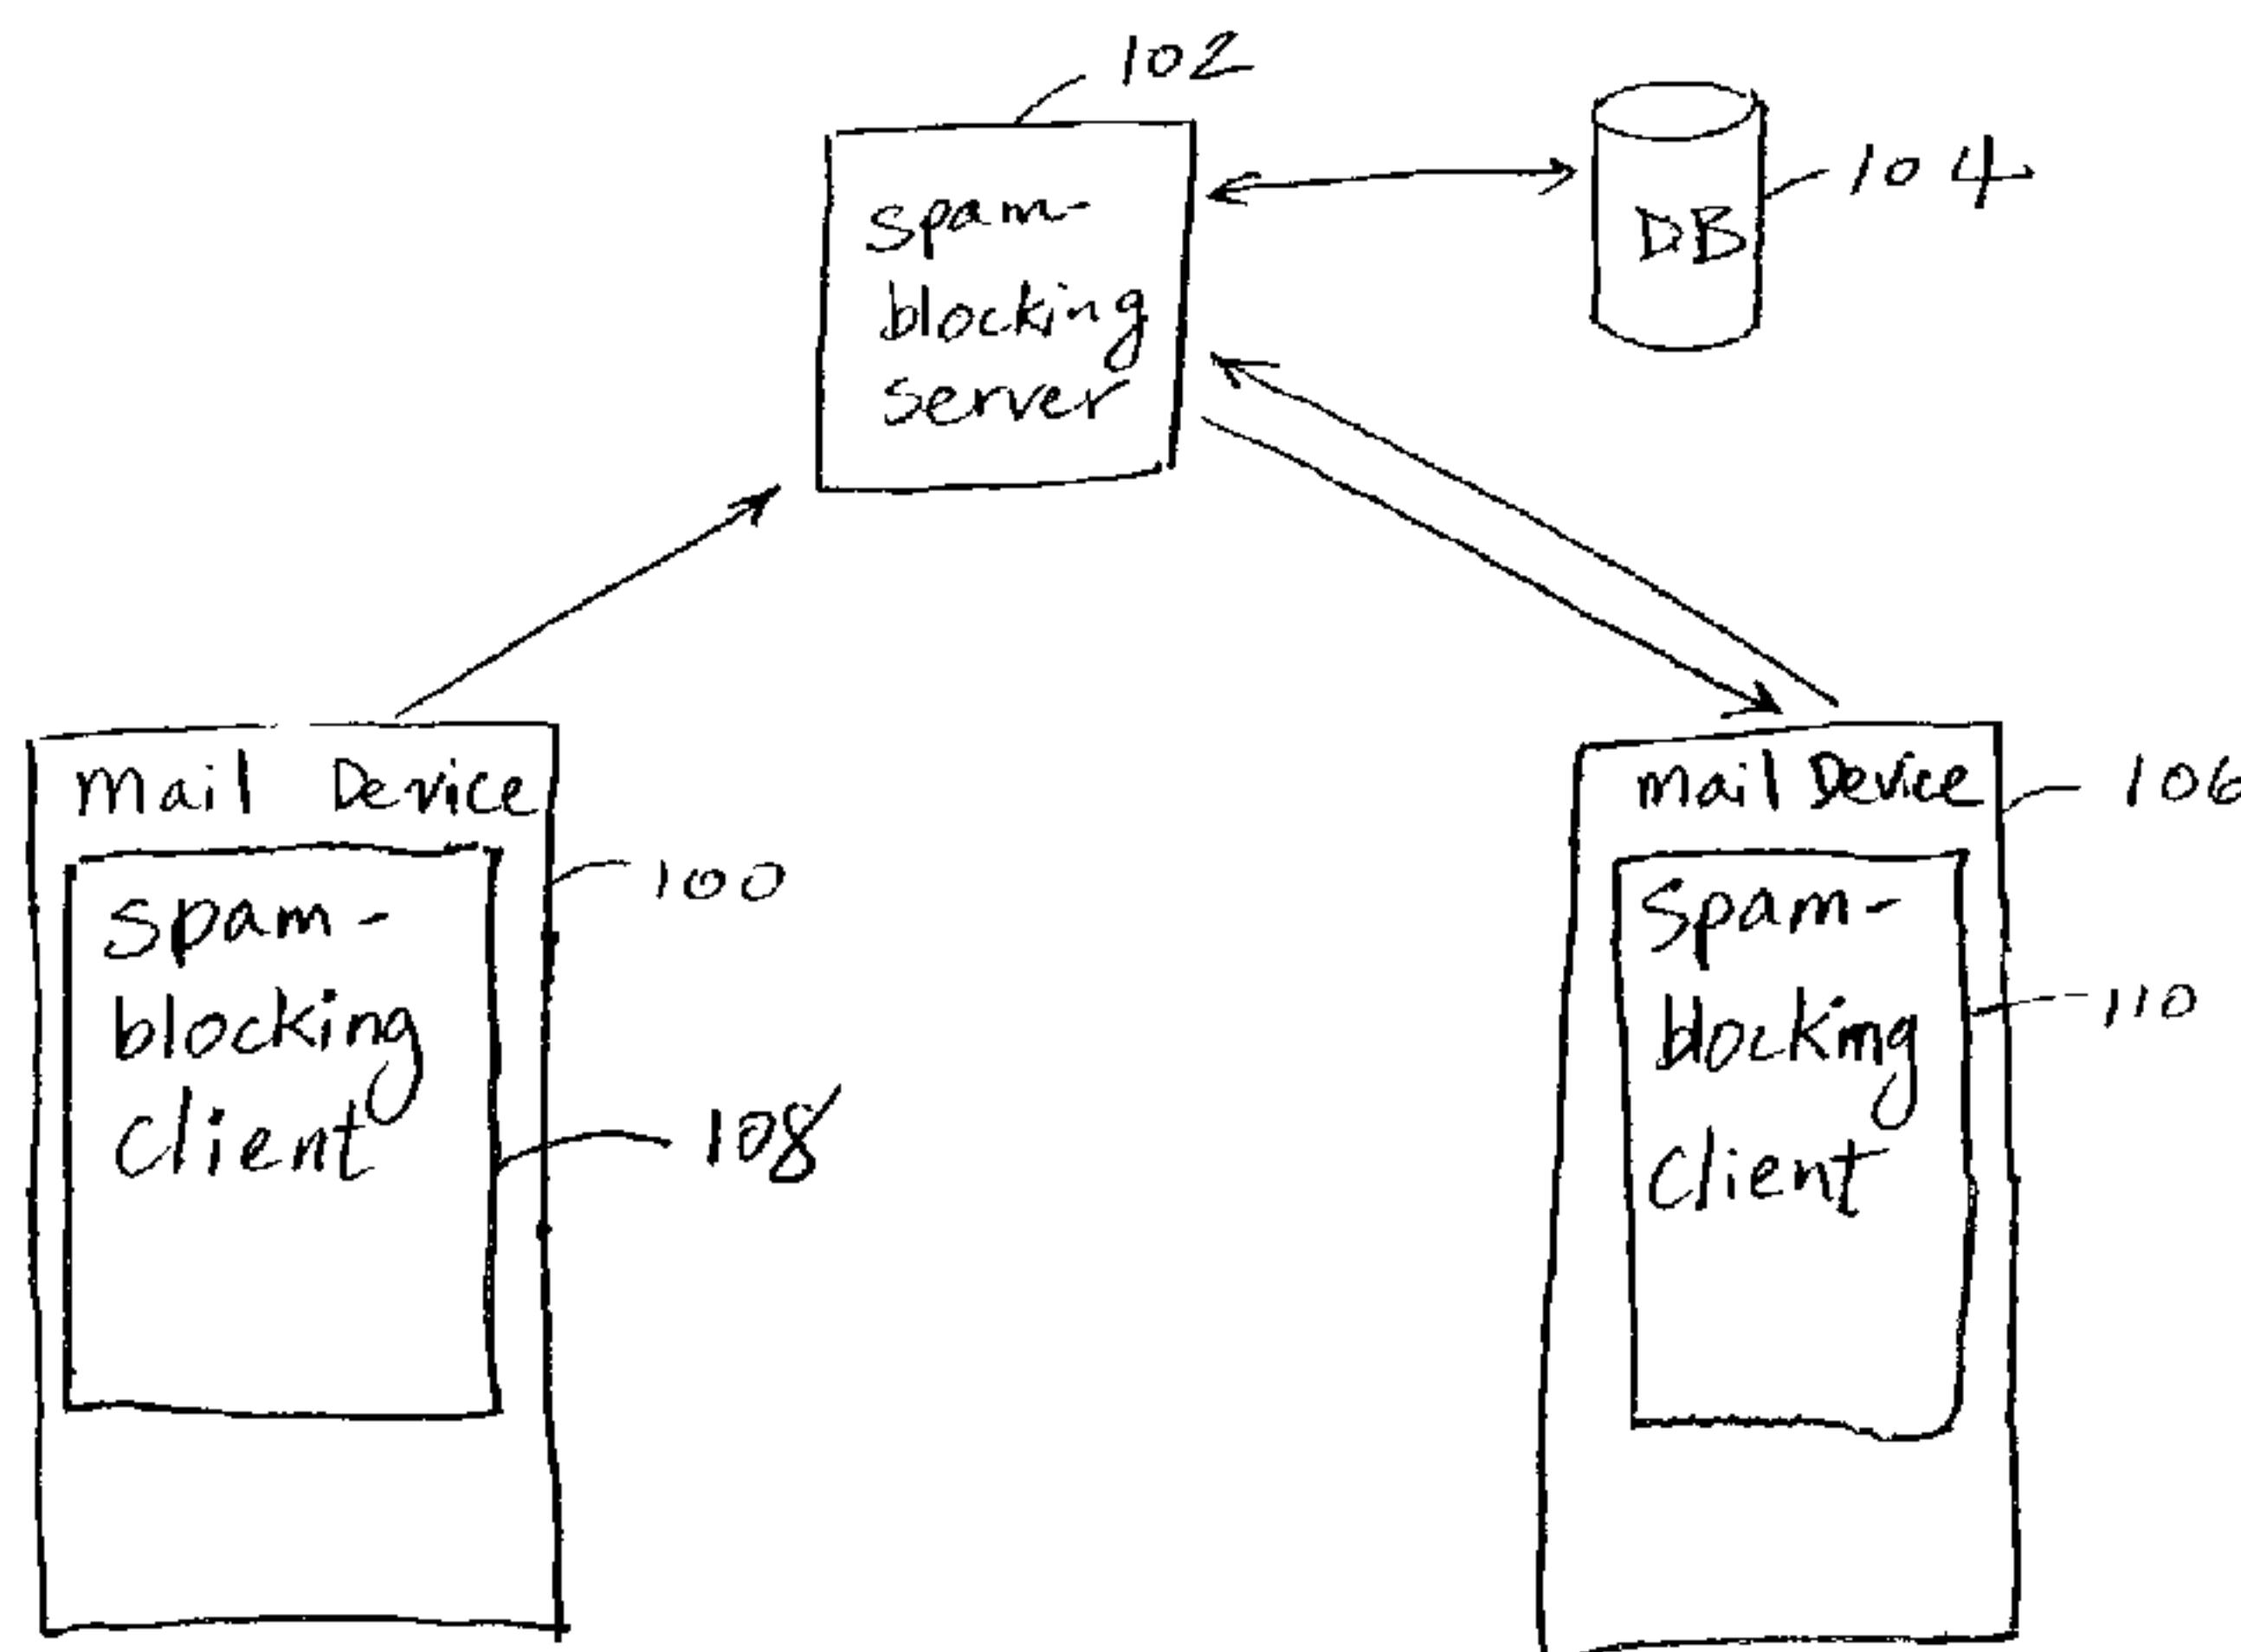 102
104
DB
spam-
blocking
server
Mail Device
100
spam-
blocking
client
108
Mail Device
106
Spam-
blocking
client
110